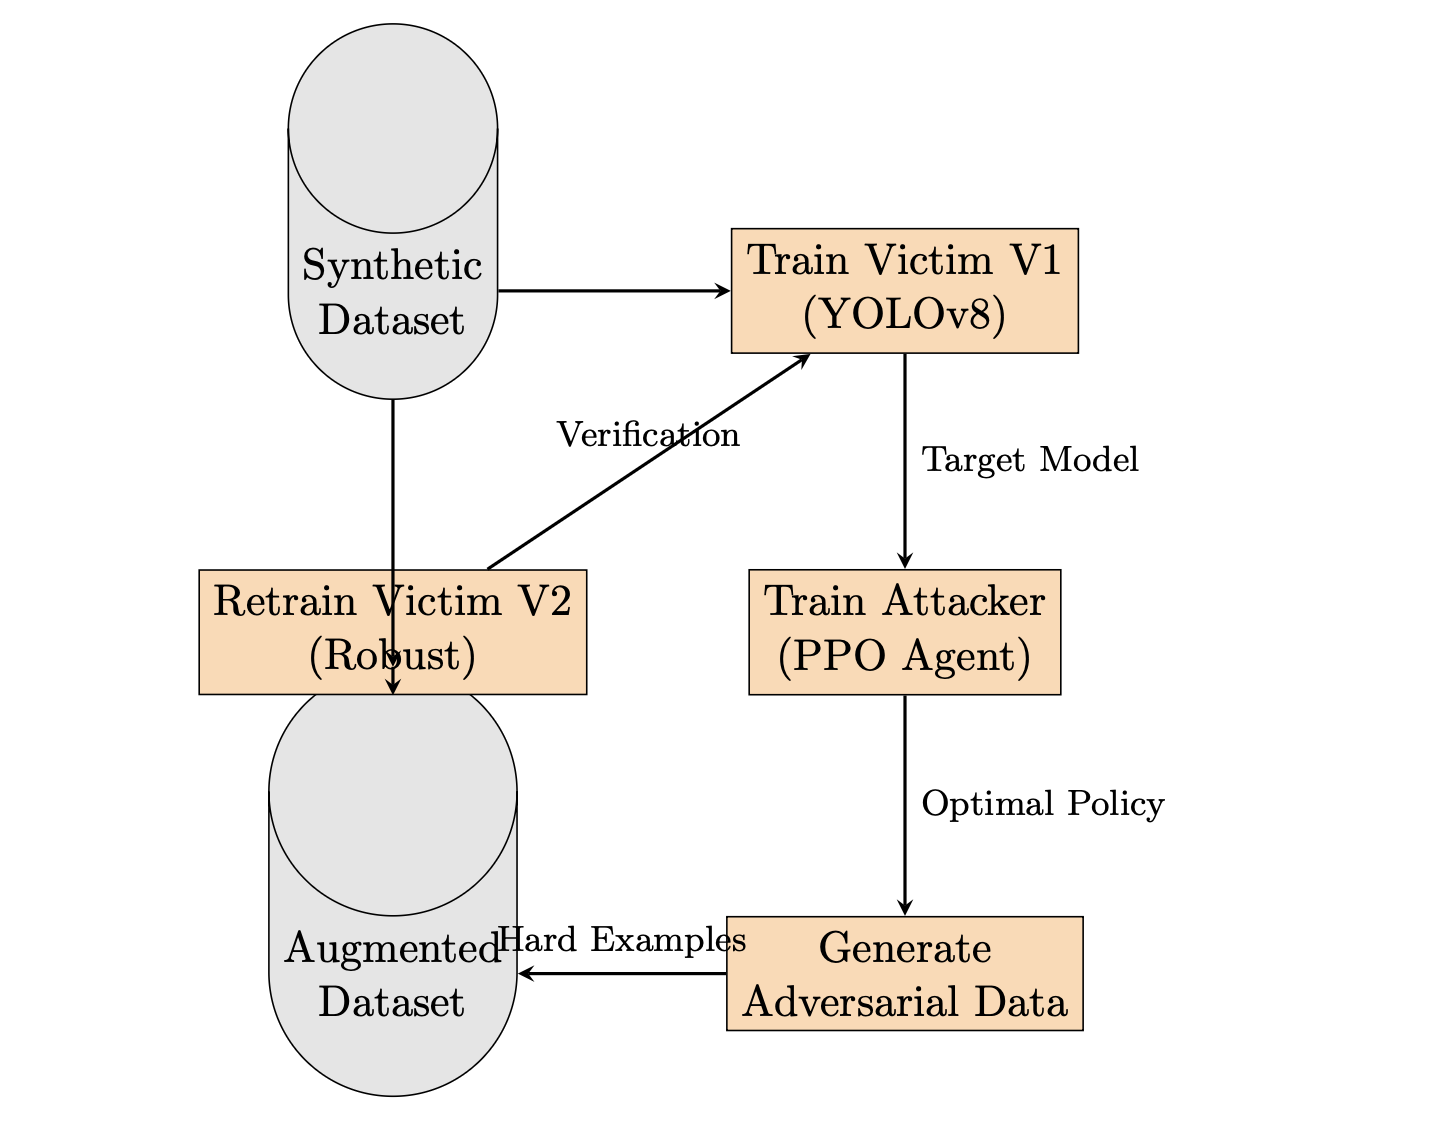 Synthetic
Dataset
Train Victim V1
(YOLOv8)
Verification
Target Model
Retrain Victim V2
(Robust)
Train Attacker
(PPO Agent)
Optimal Policy
Augmented
Dataset
Hard Examples
Generate
Adversarial Data